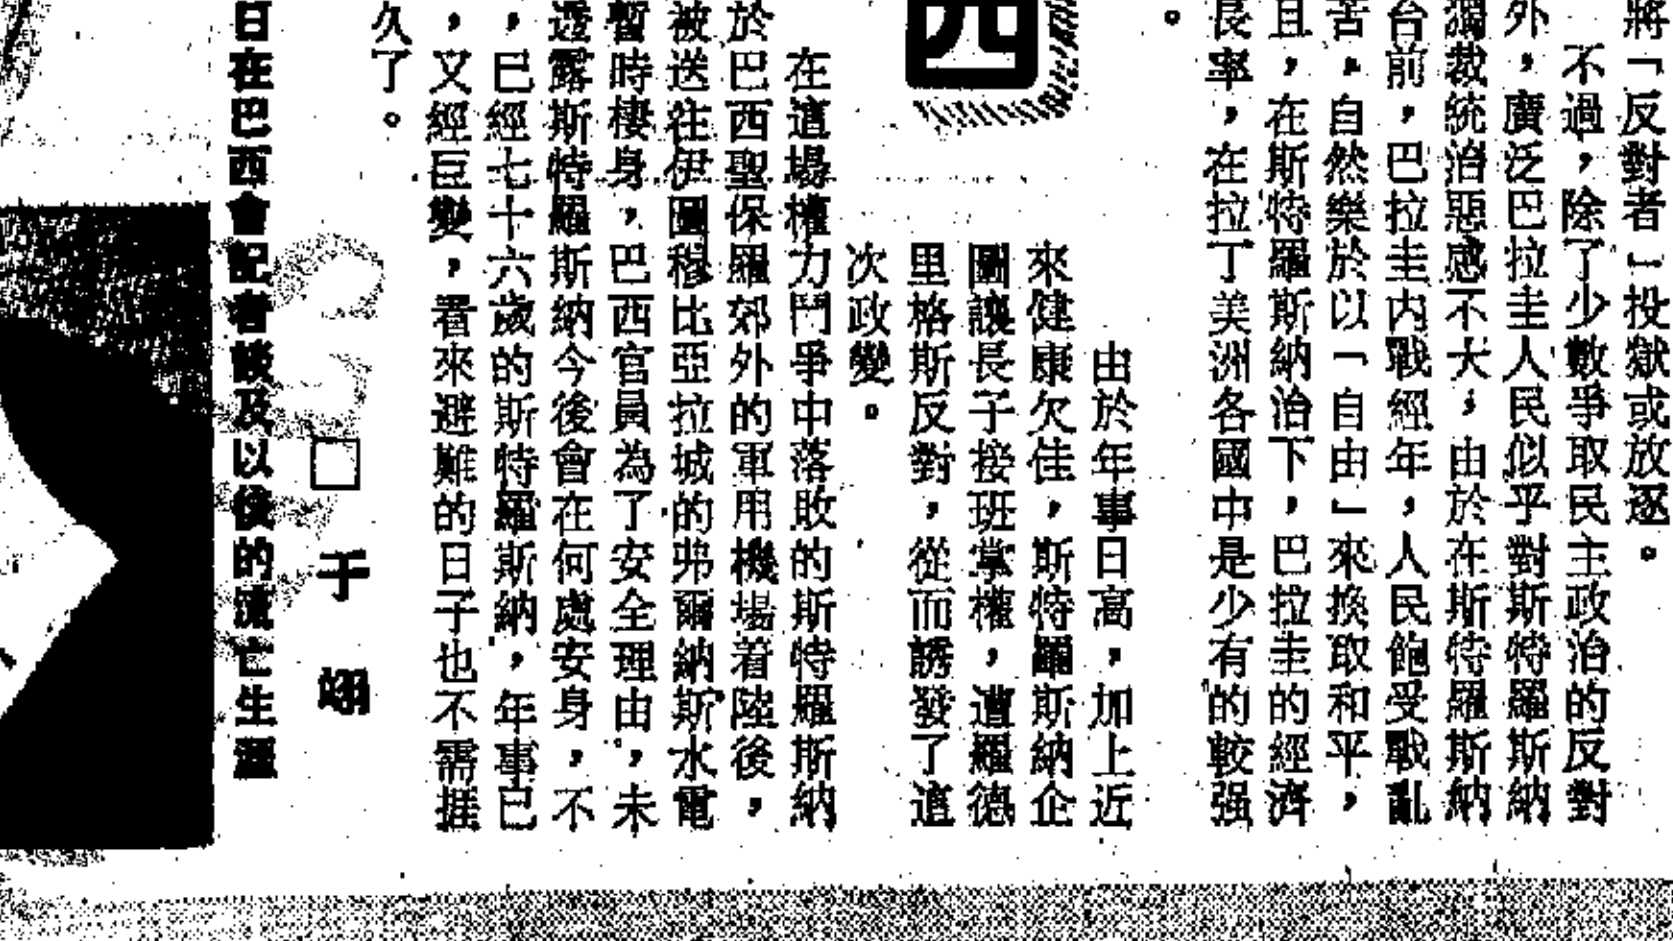 將「反對者」投獄或放逐。
不過，除了少數爭取民主政治的反對
外，廣泛巴拉圭人民似乎對斯特羅斯納
獨裁統治惡感不大，由於在斯特羅斯納
台前，巴拉圭內戰經年，人民飽受戰亂
苦，自然樂於以「自由」來換取和平，
且，在斯特羅斯納治下，巴拉圭的經濟
長率，在拉丁美洲各國中是少有的較强
。
四
由於年事日高，加上近
來健康欠佳，斯特羅斯納企
圖讓長子接班掌權，遭羅德
里格斯反對，從而誘發了這
次政變。
在這場權力鬥爭中落敗的斯特羅斯納
於巴西聖保羅郊外的軍用機場着陸後，
被送往伊圖穆比亞拉城的弗爾納斯水電
暫時棲身，巴西官員為了安全理由，未
透露斯特羅斯納今後會在何處安身，不
，已經七十六歲的斯特羅斯納，年事已
，又經巨變，看來避難的日子也不需捱
久了。
□于翊
日在巴西會記者談及以後的流亡生涯